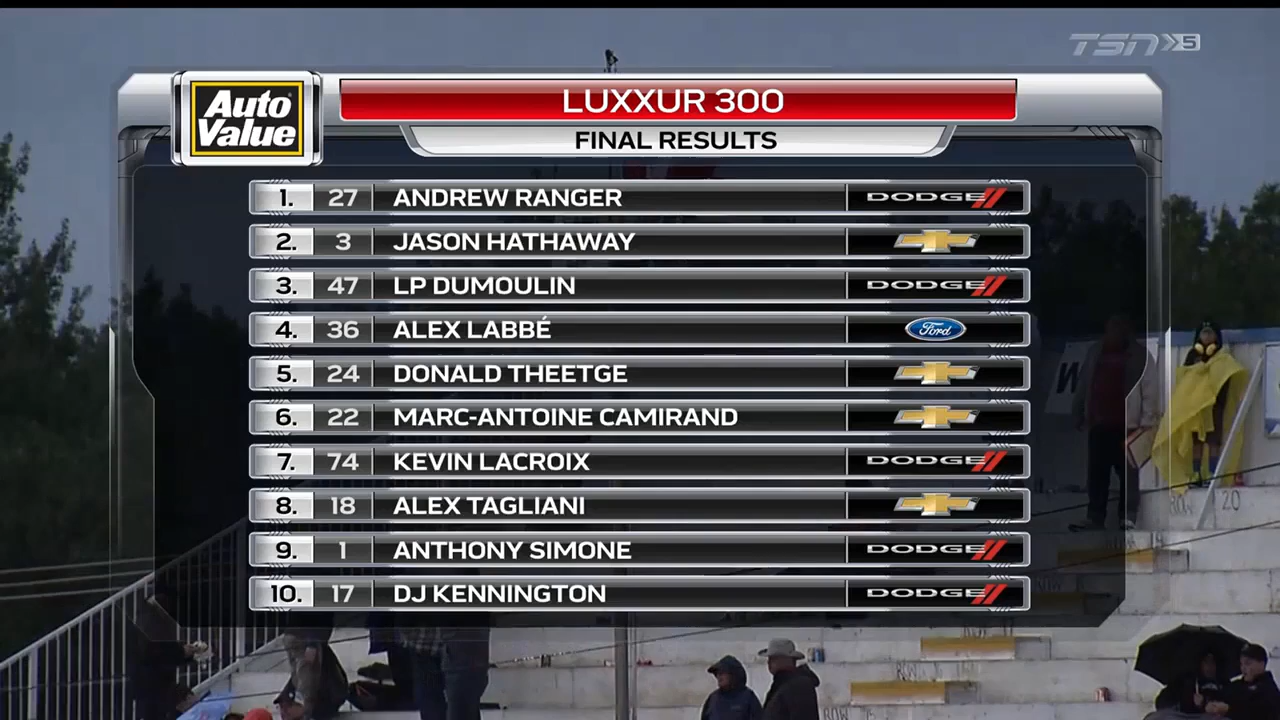 TSN 5
Auto
Value
LUXXUR 300
FINAL RESULTS
1. 27 ANDREW RANGER DODGE
2. 3 JASON HATHAWAY
3. 47 LP DUMOULIN DODGE
4. 36 ALEX LABBÉ Ford
5. 24 DONALD THEETGE
6. 22 MARC-ANTOINE CAMIRAND
7. 74 KEVIN LACROIX DODGE
8. 18 ALEX TAGLIANI
9. 1 ANTHONY SIMONE DODGE
10. 17 DJ KENNINGTON DODGE
W
ROW 20